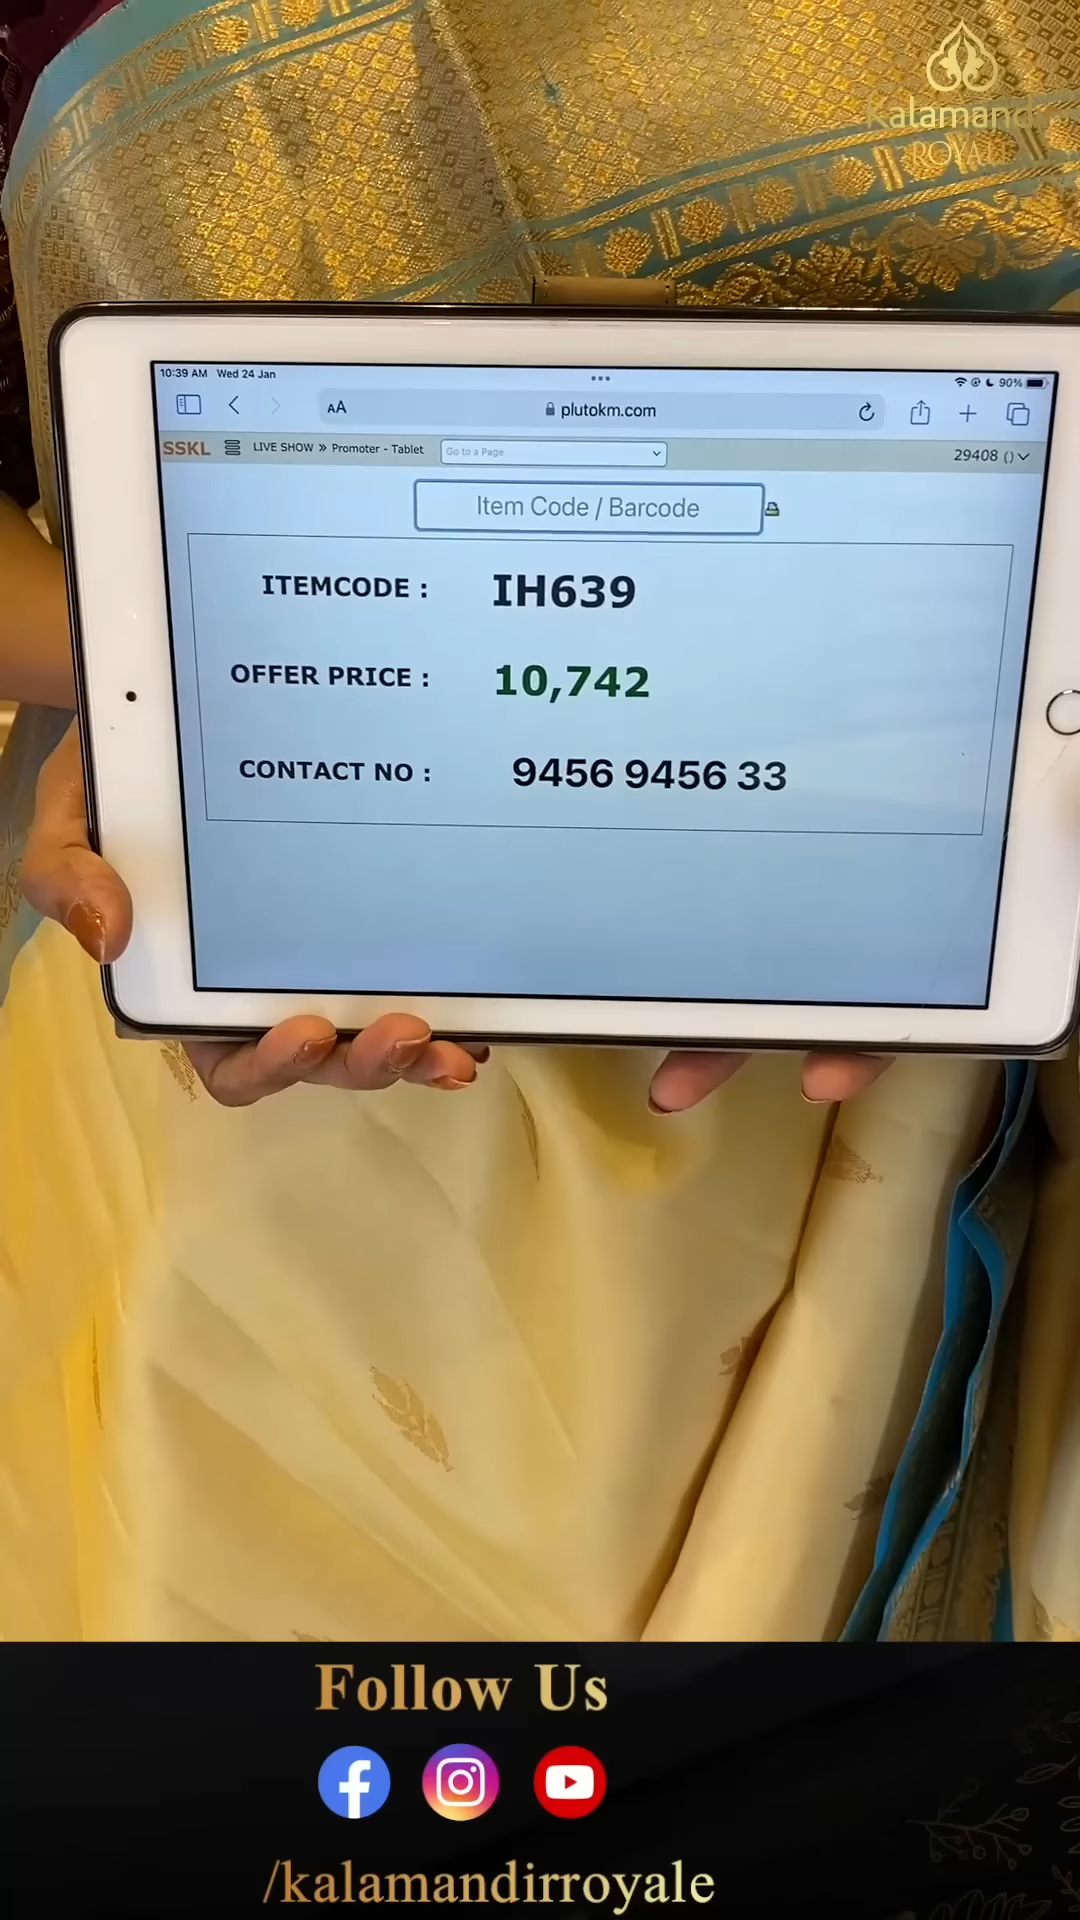 Kalamandi
ROYALE
10:39 AM Wed 24 Jan
90%
AA
plutokm.com
SSKL
LIVE SHOW » Promoter - Tablet
Go to a Page
29408 ()
Item Code / Barcode
ITEMCODE : IH639
OFFER PRICE : 10,742
CONTACT NO : 9456 9456 33
Follow Us
/kalamandirroyale